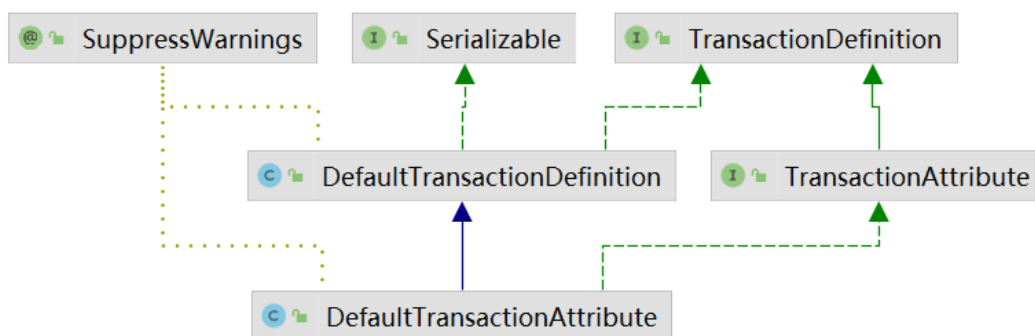 @ SuppressWarnings
I Serializable
I TransactionDefinition
C DefaultTransactionDefinition
I TransactionAttribute
C DefaultTransactionAttribute